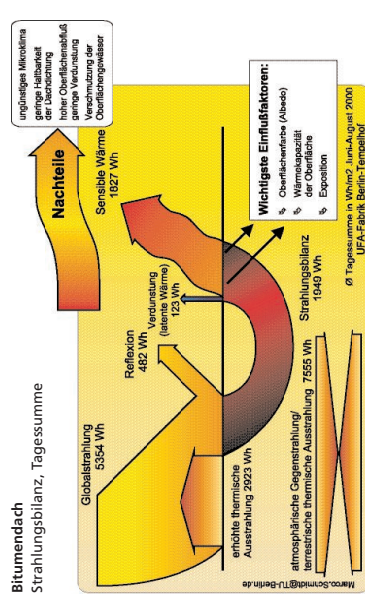 Bitumendach
Strahlungsbilanz, Tagessumme
Nachteile
ungünstiges Mikroklima
geringe Haltbarkeit
der Dachdichtung
hoher Oberflächenabfluß
geringe Verdunstung
Verschmutzung der
Oberflächengewässer
Globalstrahlung
5354 Wh
Reflexion
482 Wh
Verdunstung
(latente Wärme)
123 Wh
Sensible Wärme
1827 Wh
erhöhte thermische
Ausstrahlung 2923 Wh
Strahlungsbilanz
1949 Wh
Wichtigste Einflußfaktoren:
Oberflächenfarbe (Albedo)
Wärmekapazität
der Oberfläche
Exposition
atmosphärische Gegenstrahlung/
terrestrische thermische Ausstrahlung 7555 Wh
Ø Tagessumme in Wh/m2 Juni-August 2000
UFA-Fabrik Berlin-Tempelhof
Marco.Schmidt@TU-Berlin.de